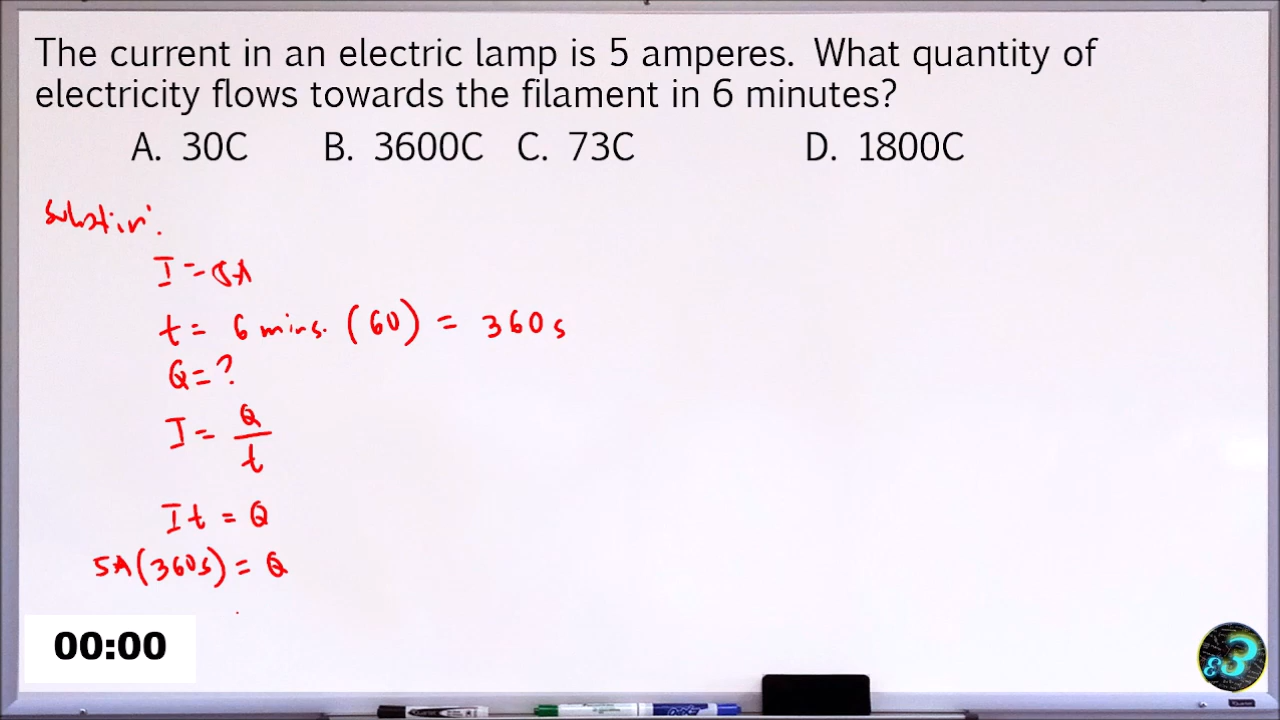 The current in an electric lamp is 5 amperes. What quantity of
electricity flows towards the filament in 6 minutes?
A. 30C B. 3600C C. 73C D. 1800C
Solution:
I = 5A
t = 6 mins. (60) = 360s
Q = ?
I = Q/t
It = Q
5A(360s) = Q
00:00
ε3